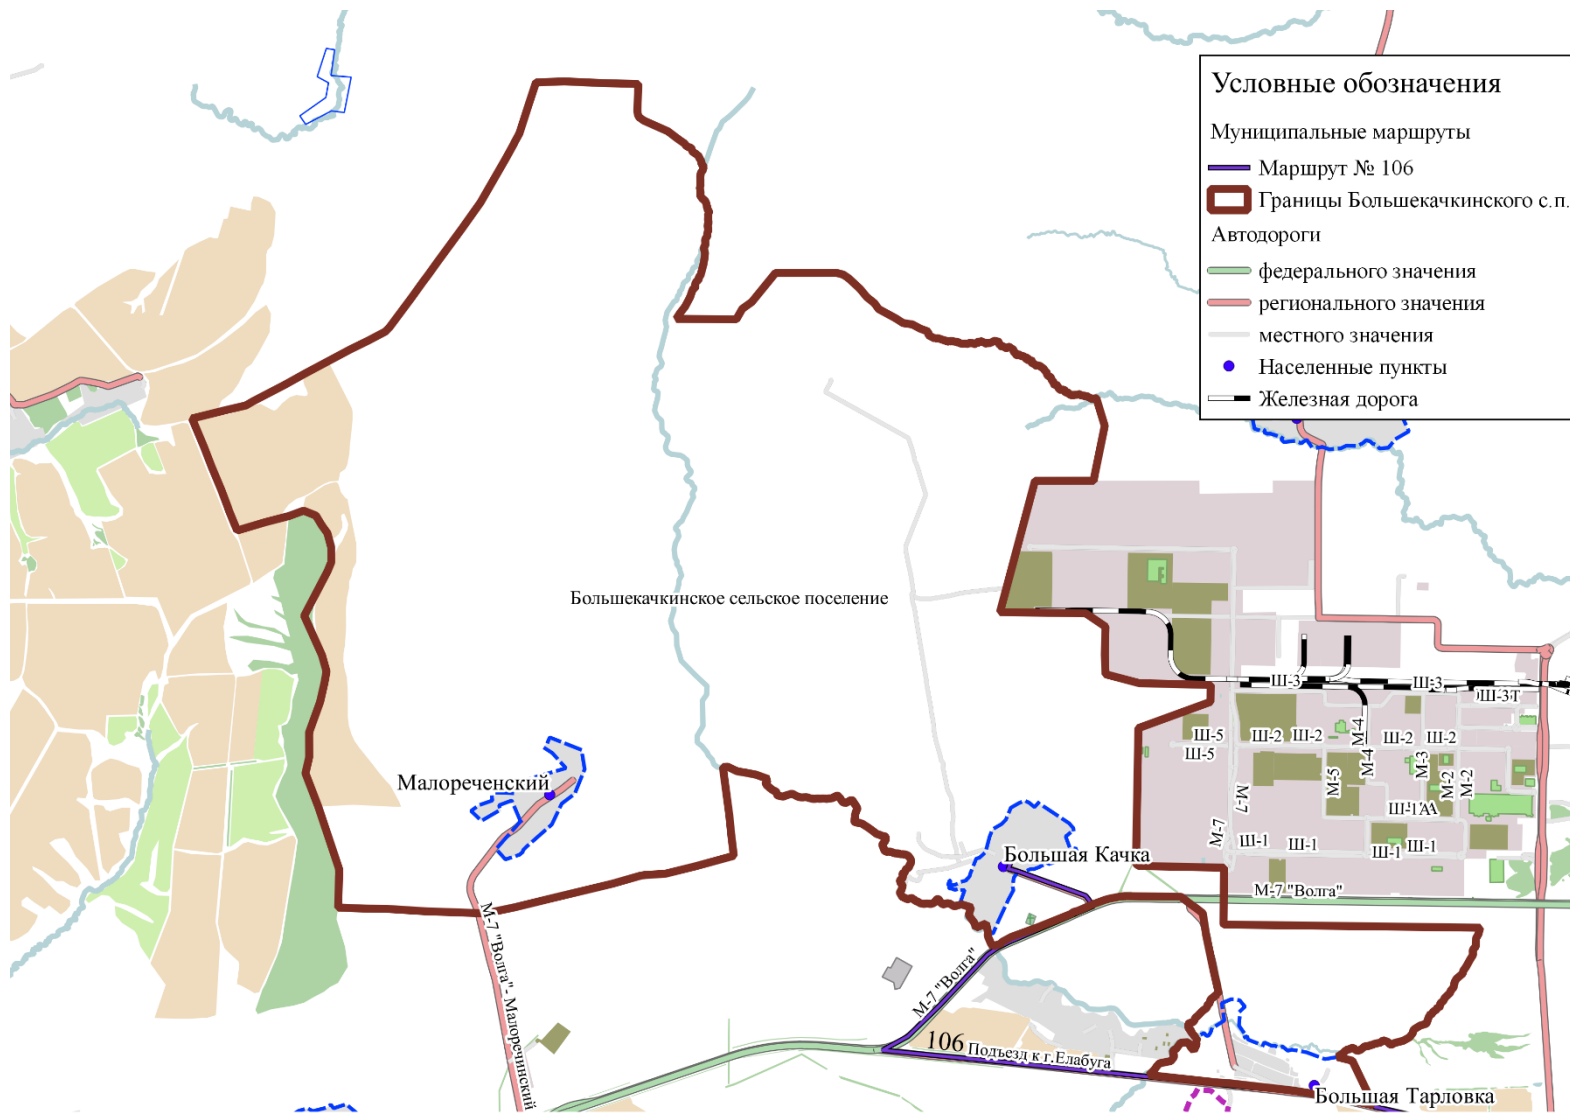 Условные обозначения
Муниципальные маршруты
Маршрут № 106
Границы Большекачкинского с.п.
Автодороги
федерального значения
регионального значения
местного значения
Населенные пункты
Железная дорога
Большекачкинское сельское поселение
Ш-3
Ш-3
Ш-3
Ш-5
Ш-2
Ш-2
М-4
Ш-2
Ш-2
Ш-5
М-4
М-3
М-5
М-2
М-2
Малореченский
М-7
Ш-1А
М-7
Ш-1
Ш-1
Ш-1
Ш-1
Большая Качка
М-7 "Волга"
М-7 "Волга"- Малоречинский
М-7 "Волга"
106
Подъезд к г.Елабуга
Большая Тарловка